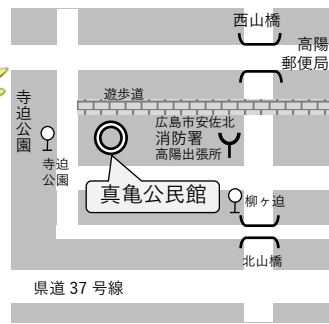 西山橋
高陽
郵便局
遊歩道
寺迫公園
広島市安佐北
消防署
高陽出張所
寺迫
公園
真亀公民館
柳ヶ迫
北山橋
県道 37 号線